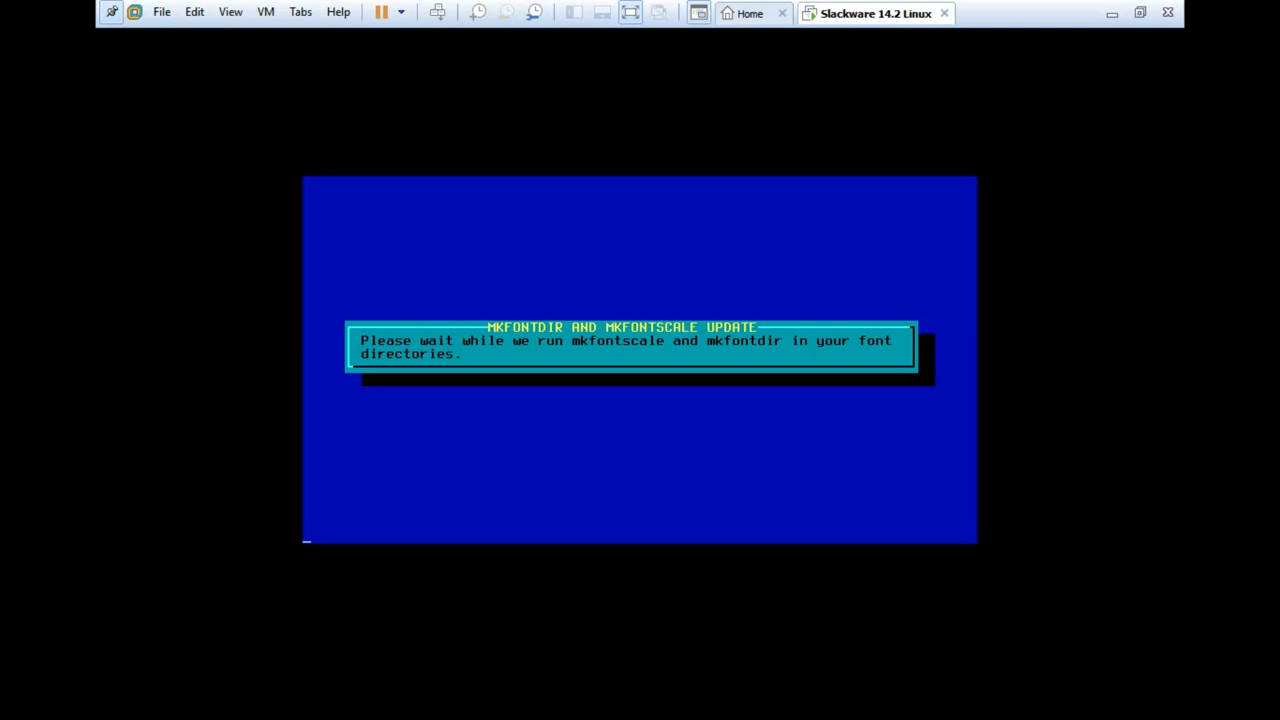 File Edit View VM Tabs Help Home Slackware 14.2 Linux
MKFONTDIR AND MKFONTSCALE UPDATE
Please wait while we run mkfontscale and mkfontdir in your font
directories.